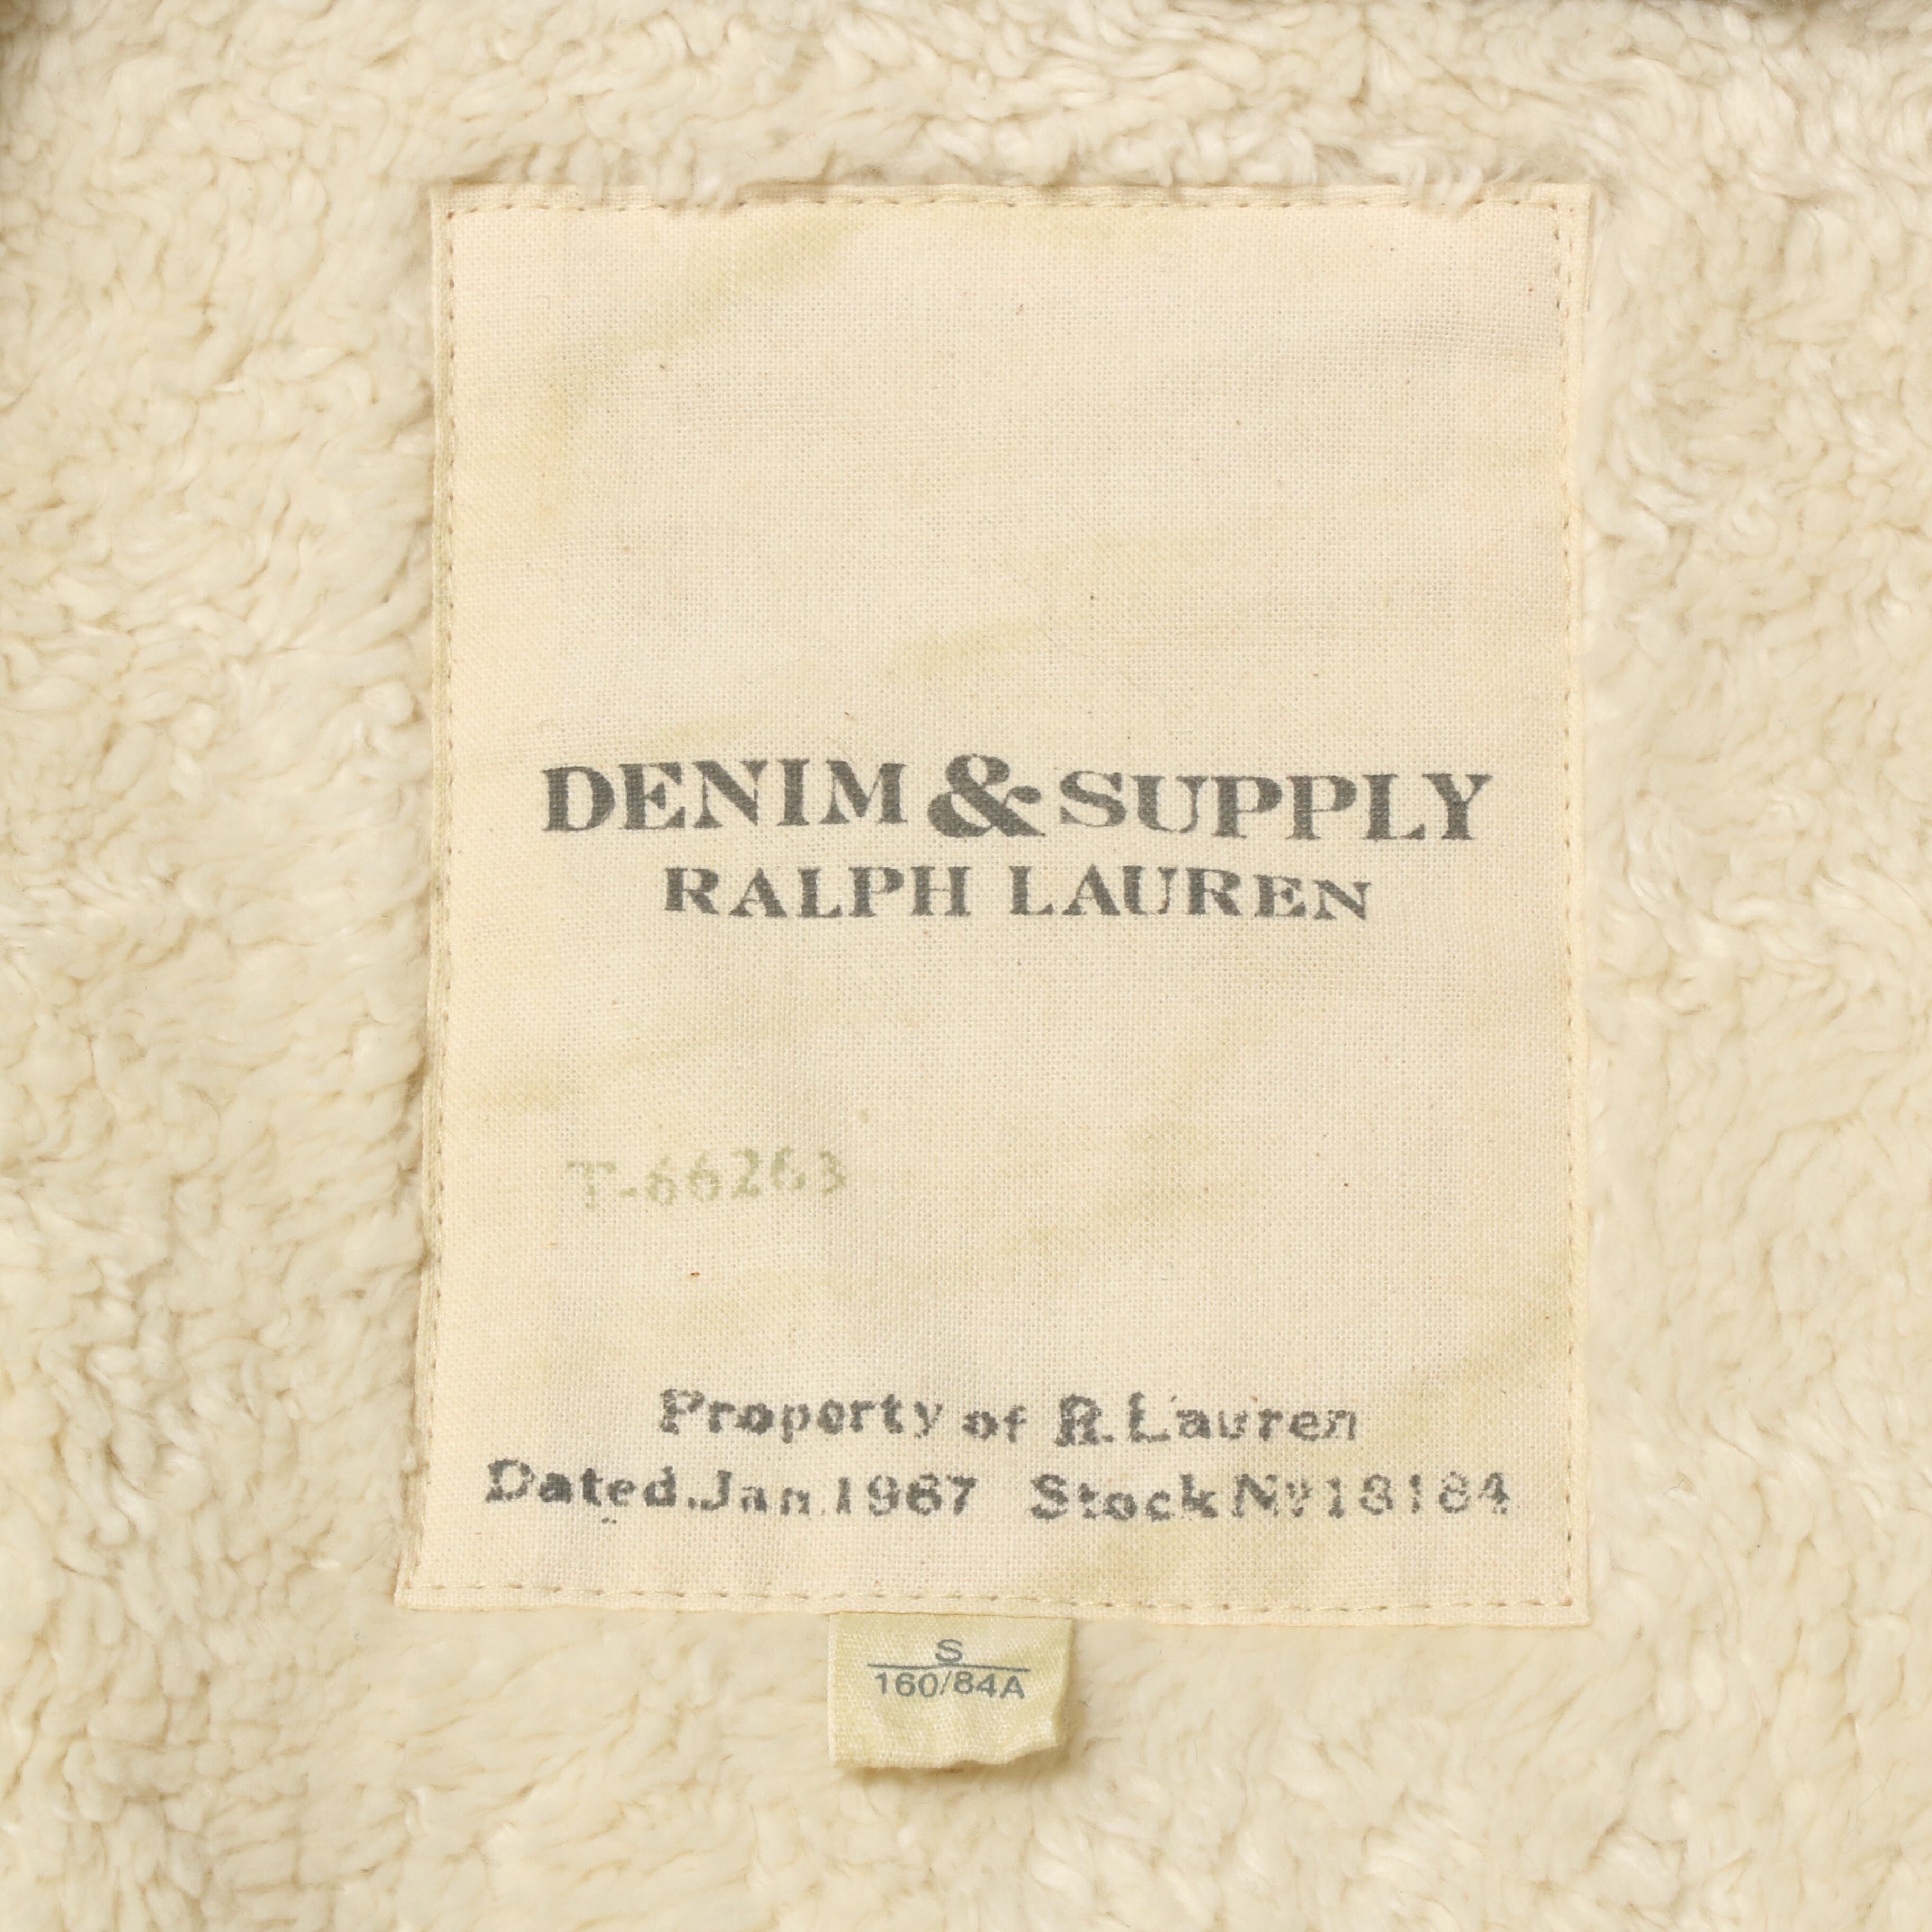 DENIM & SUPPLY
RALPH LAUREN
T-66263
Property of R. Lauren
Dated. Jan. 1967 Stock Nº 18184
S
160/84A